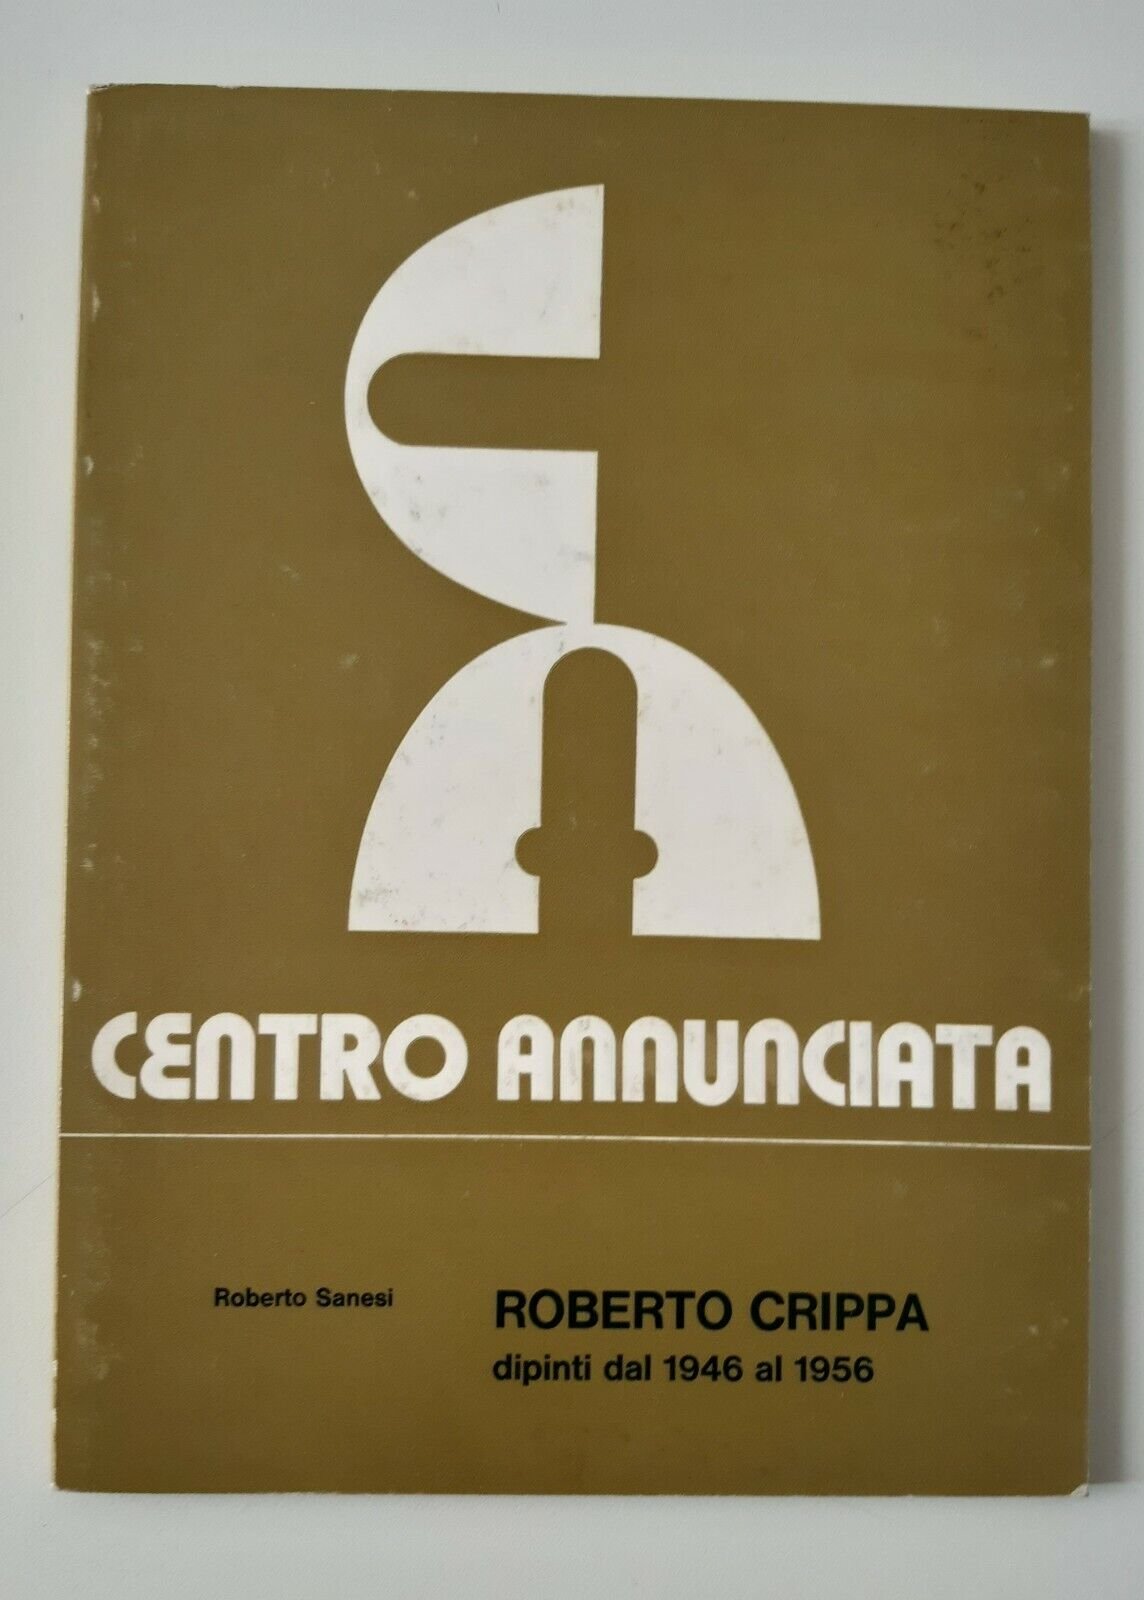 CENTRO ANNUNCIATA
Roberto Sanesi
ROBERTO CRIPPA
dipinti dal 1946 al 1956